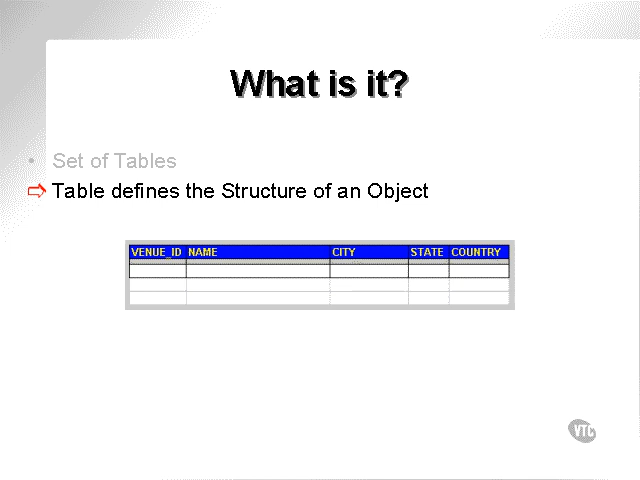 What is it?
• Set of Tables
⇨ Table defines the Structure of an Object
VENUE_ID NAME CITY STATE COUNTRY
VTC